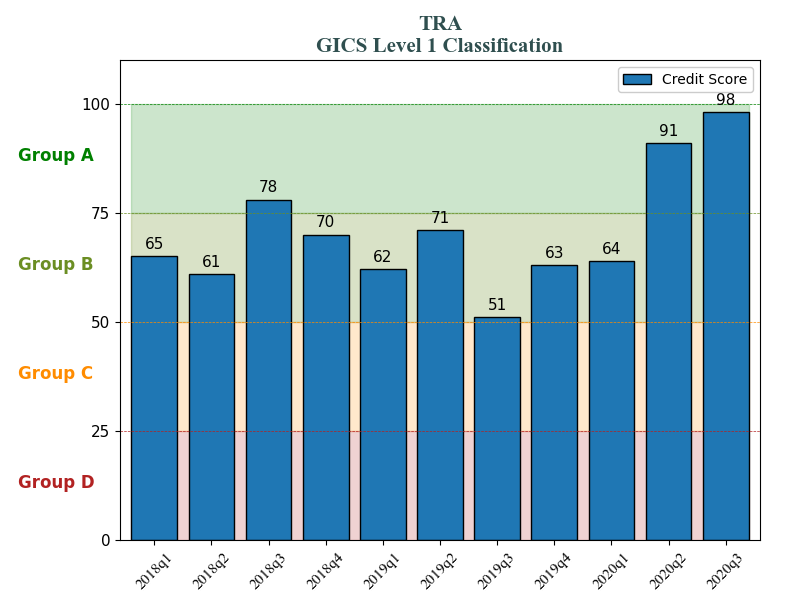 TRA
GICS Level 1 Classification
Credit Score
100
75
50
25
0
Group A
Group B
Group C
Group D
65
61
78
70
62
71
51
63
64
91
98
2018q1
2018q2
2018q3
2018q4
2019q1
2019q2
2019q3
2019q4
2020q1
2020q2
2020q3